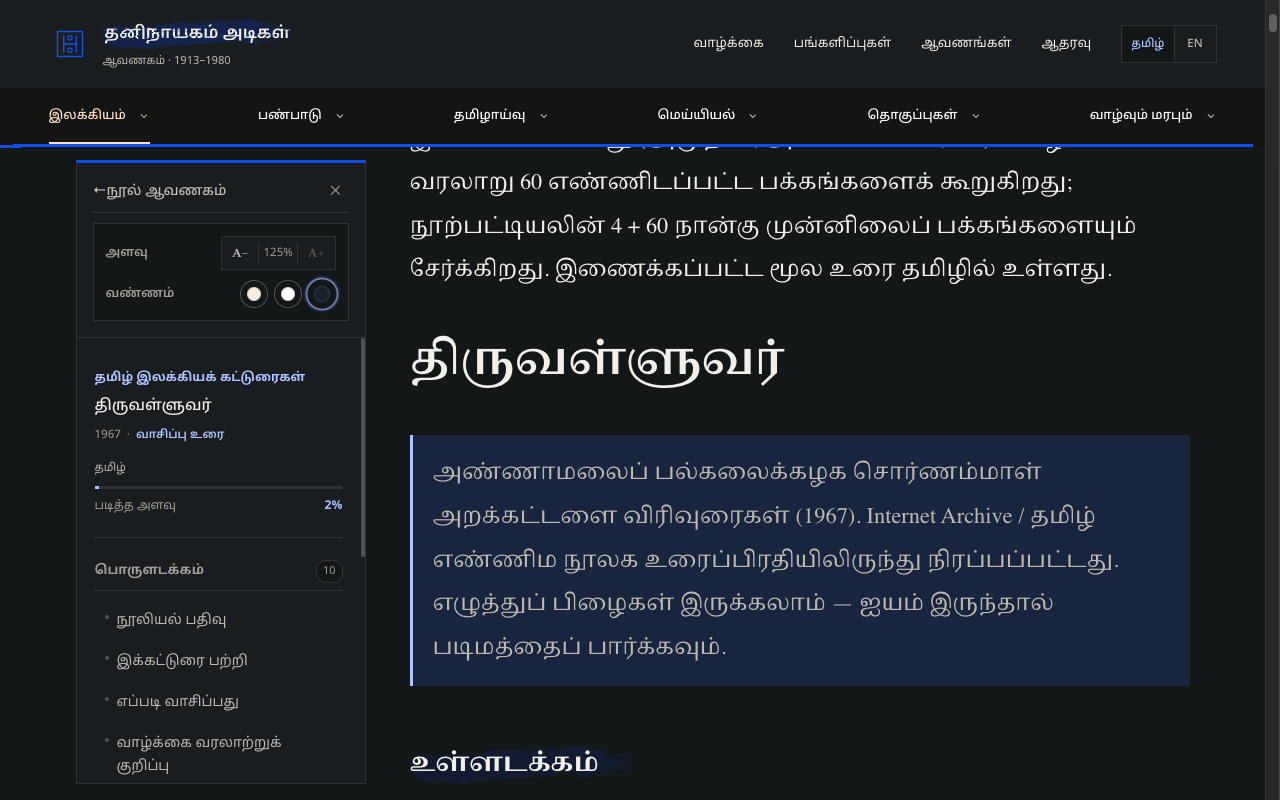 தனிநாயகம் அடிகள்
ஆவணகம் · 1913–1980
வாழ்க்கை
பங்களிப்புகள்
ஆவணங்கள்
ஆதரவு
தமிழ்
EN
இலக்கியம்
பண்பாடு
தமிழாய்வு
மெய்யியல்
தொகுப்புகள்
வாழ்வும் மரபும்
←நூல் ஆவணகம்
அளவு
A−
125%
A+
வண்ணம்
தமிழ் இலக்கியக் கட்டுரைகள்
திருவள்ளுவர்
1967 · வாசிப்பு உரை
தமிழ்
படித்த அளவு
2%
பொருளடக்கம்
10
நூலியல் பதிவு
இக்கட்டுரை பற்றி
எப்படி வாசிப்பது
வாழ்க்கை வரலாற்றுக்
குறிப்பு
வரலாறு 60 எண்ணிடப்பட்ட பக்கங்களைக் கூறுகிறது;
நூற்பட்டியலின் 4 + 60 நான்கு முன்னிலைப் பக்கங்களையும்
சேர்க்கிறது. இணைக்கப்பட்ட மூல உரை தமிழில் உள்ளது.
திருவள்ளுவர்
அண்ணாமலைப் பல்கலைக்கழக சொர்ணம்மாள்
அறக்கட்டளை விரிவுரைகள் (1967). Internet Archive / தமிழ்
எண்ணிம நூலக உரைப்பிரதியிலிருந்து நிரப்பப்பட்டது.
எழுத்துப் பிழைகள் இருக்கலாம் — ஐயம் இருந்தால்
படிமத்தைப் பார்க்கவும்.
உள்ளடக்கம்